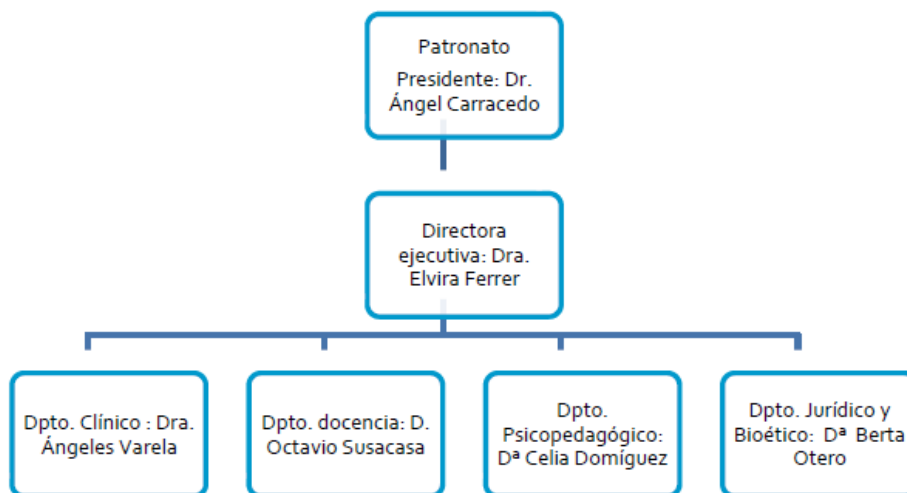 Patronato
Presidente: Dr.
Ángel Carracedo
Directora
ejecutiva: Dra.
Elvira Ferrer
Dpto. Clínico : Dra.
Ángeles Varela
Dpto. docencia: D.
Octavio Susacasa
Dpto.
Psicopedagógico:
Dª Celia Domíguez
Dpto. Jurídico y
Bioético:  Dª  Berta
Otero